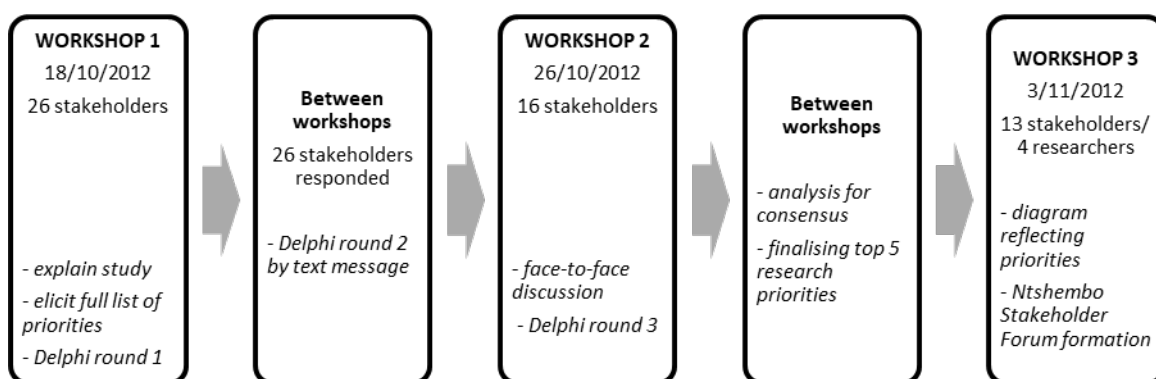 WORKSHOP 1
18/10/2012
26 stakeholders
- explain study
- elicit full list of
priorities
- Delphi round 1
Between
workshops
26 stakeholders
responded
- Delphi round 2
by text message
WORKSHOP 2
26/10/2012
16 stakeholders
- face-to-face
discussion
- Delphi round 3
Between
workshops
- analysis for
consensus
- finalising top 5
research
priorities
WORKSHOP 3
3/11/2012
13 stakeholders/
4 researchers
- diagram
reflecting
priorities
- Ntshembo
Stakeholder
Forum formation